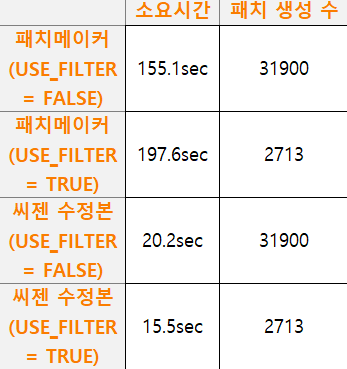 소요시간 패치 생성 수
패치메이커
(USE_FILTER
= FALSE)
155.1sec 31900
패치메이커
(USE_FILTER
= TRUE)
197.6sec 2713
씨젠 수정본
(USE_FILTER
= FALSE)
20.2sec 31900
씨젠 수정본
(USE_FILTER
= TRUE)
15.5sec 2713